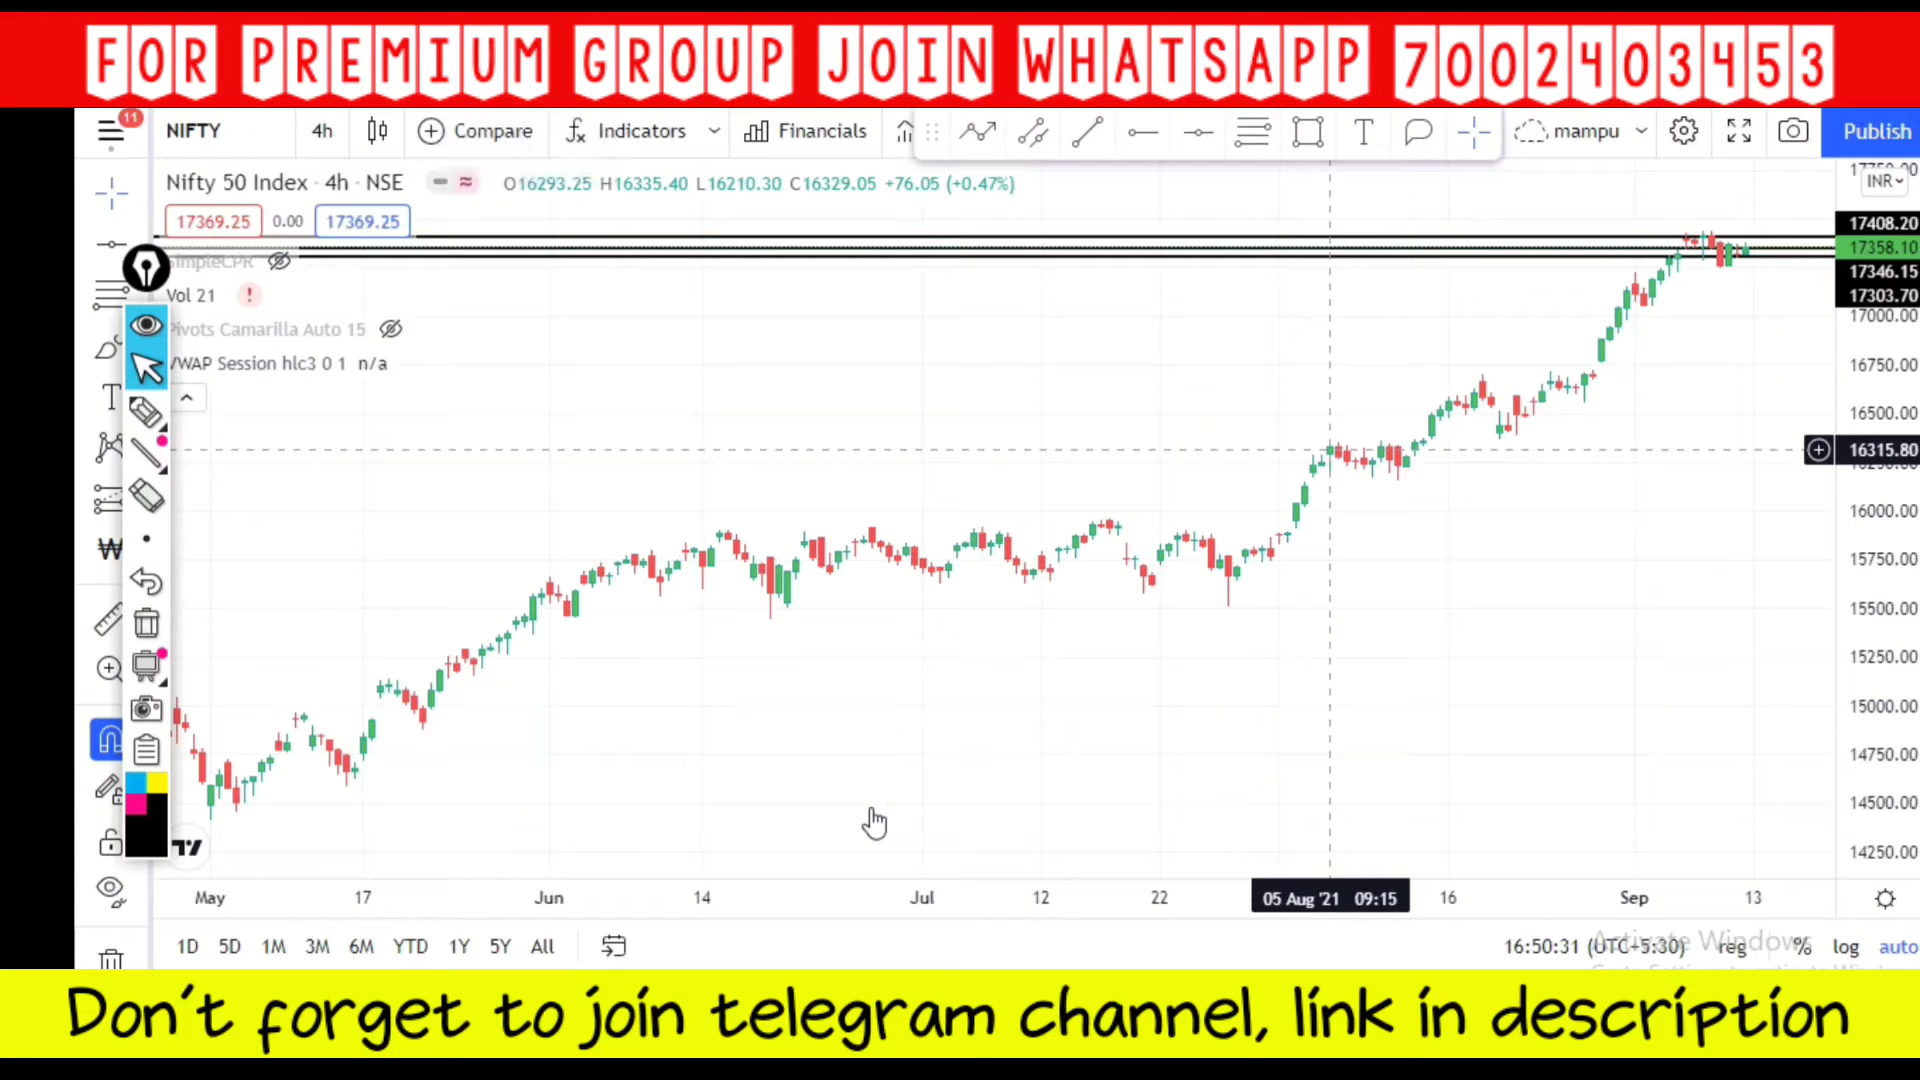 FOR PREMIUM GROUP JOIN WHATSAPP 7002403453
11
NIFTY 4h Compare Indicators Financials mampu Publish
Nifty 50 Index · 4h · NSE O16293.25 H16335.40 L16210.30 C16329.05 +76.05 (+0.47%)
INR
17369.25 0.00 17369.25
17408.20
17358.10
17346.15
17303.70
SimpleCPR
Vol 21 !
Pivots Camarilla Auto 15
VWAP Session hlc3 0 1 n/a
17000.00
16750.00
16500.00
16315.80
16000.00
15750.00
15500.00
15250.00
15000.00
14750.00
14500.00
14250.00
May 17 Jun 14 Jul 12 22 05 Aug '21 09:15 16 Sep 13
1D 5D 1M 3M 6M YTD 1Y 5Y All 16:50:31 (UTC+5:30) reg % log auto
Activate Windows
Don't forget to join telegram channel, link in description